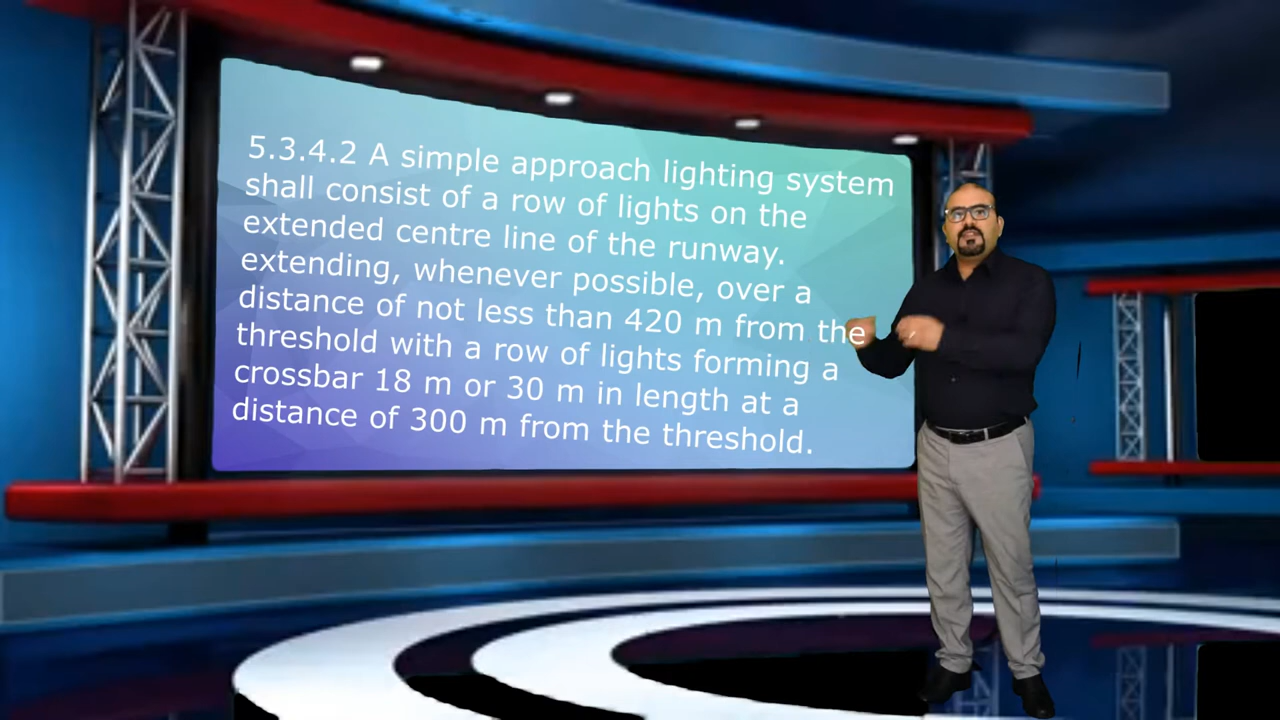 5.3.4.2 A simple approach lighting system
shall consist of a row of lights on the
extended centre line of the runway.
extending, whenever possible, over a
distance of not less than 420 m from the
threshold with a row of lights forming a
crossbar 18 m or 30 m in length at a
distance of 300 m from the threshold.